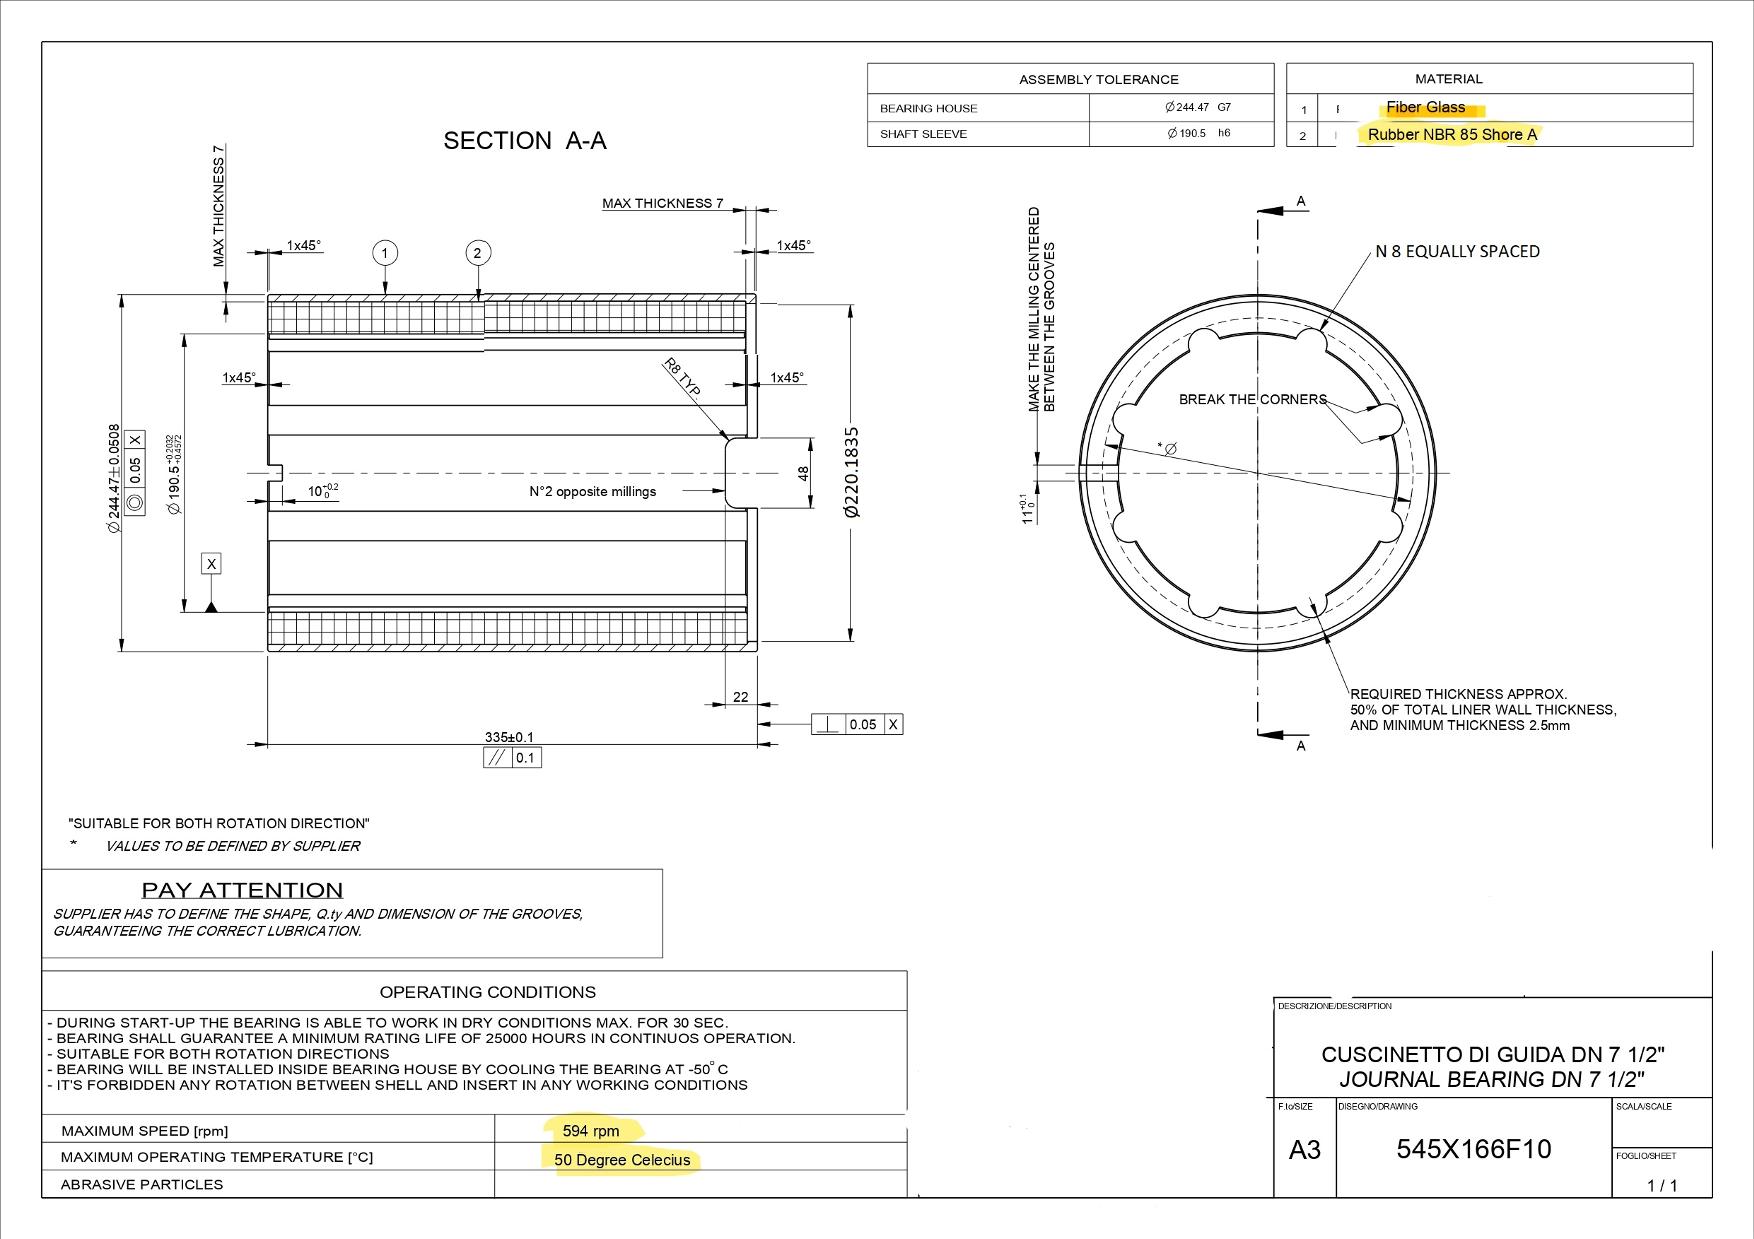 ASSEMBLY TOLERANCE
BEARING HOUSE Ø 244.47 G7
SHAFT SLEEVE Ø 190.5 h6
MATERIAL
1 Fiber Glass
2 Rubber NBR 85 Shore A
SECTION A-A
MAX THICKNESS 7
MAX THICKNESS 7
1x45°
1
2
1x45°
1x45°
1x45°
R8 TYP.
Ø 244.47±0.0508
◎ 0.05 X
Ø 190.5 +0.2032
+0.4572
X
10 +0.2
0
N°2 opposite millings
48
Ø220.1835
22
⊥ 0.05 X
335±0.1
// 0.1
MAKE THE MILLING CENTERED
BETWEEN THE GROOVES
A
N 8 EQUALLY SPACED
BREAK THE CORNERS
* Ø
11 +0.1
0
REQUIRED THICKNESS APPROX.
50% OF TOTAL LINER WALL THICKNESS,
AND MINIMUM THICKNESS 2.5mm
A
"SUITABLE FOR BOTH ROTATION DIRECTION"
* VALUES TO BE DEFINED BY SUPPLIER
PAY ATTENTION
SUPPLIER HAS TO DEFINE THE SHAPE, Q.ty AND DIMENSION OF THE GROOVES,
GUARANTEEING THE CORRECT LUBRICATION.
OPERATING CONDITIONS
- DURING START-UP THE BEARING IS ABLE TO WORK IN DRY CONDITIONS MAX. FOR 30 SEC.
- BEARING SHALL GUARANTEE A MINIMUM RATING LIFE OF 25000 HOURS IN CONTINUOS OPERATION.
- SUITABLE FOR BOTH ROTATION DIRECTIONS
- BEARING WILL BE INSTALLED INSIDE BEARING HOUSE BY COOLING THE BEARING AT -50° C
- IT'S FORBIDDEN ANY ROTATION BETWEEN SHELL AND INSERT IN ANY WORKING CONDITIONS
MAXIMUM SPEED [rpm] 594 rpm
MAXIMUM OPERATING TEMPERATURE [°C] 50 Degree Celecius
ABRASIVE PARTICLES
DESCRIZIONE/DESCRIPTION
CUSCINETTO DI GUIDA DN 7 1/2"
JOURNAL BEARING DN 7 1/2"
F.to/SIZE
A3
DISEGNO/DRAWING
545X166F10
SCALA/SCALE
FOGLIO/SHEET
1 / 1